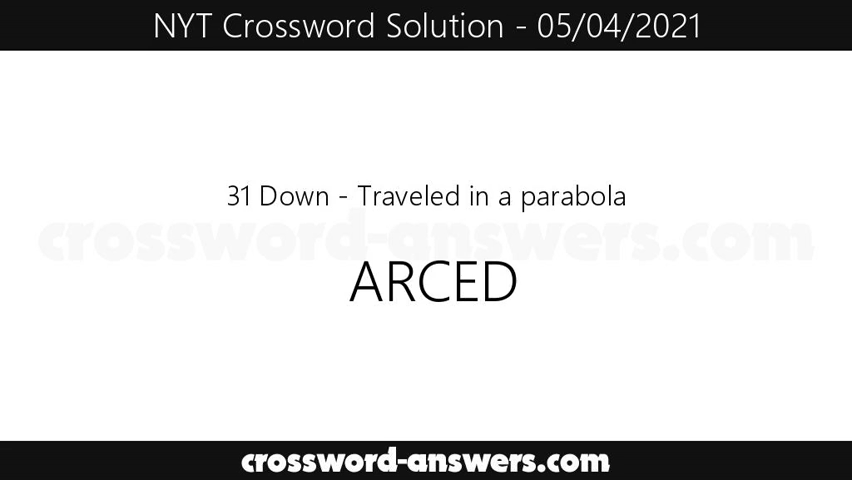 NYT Crossword Solution - 05/04/2021
31 Down - Traveled in a parabola
crossword-answers.com
ARCED
crossword-answers.com